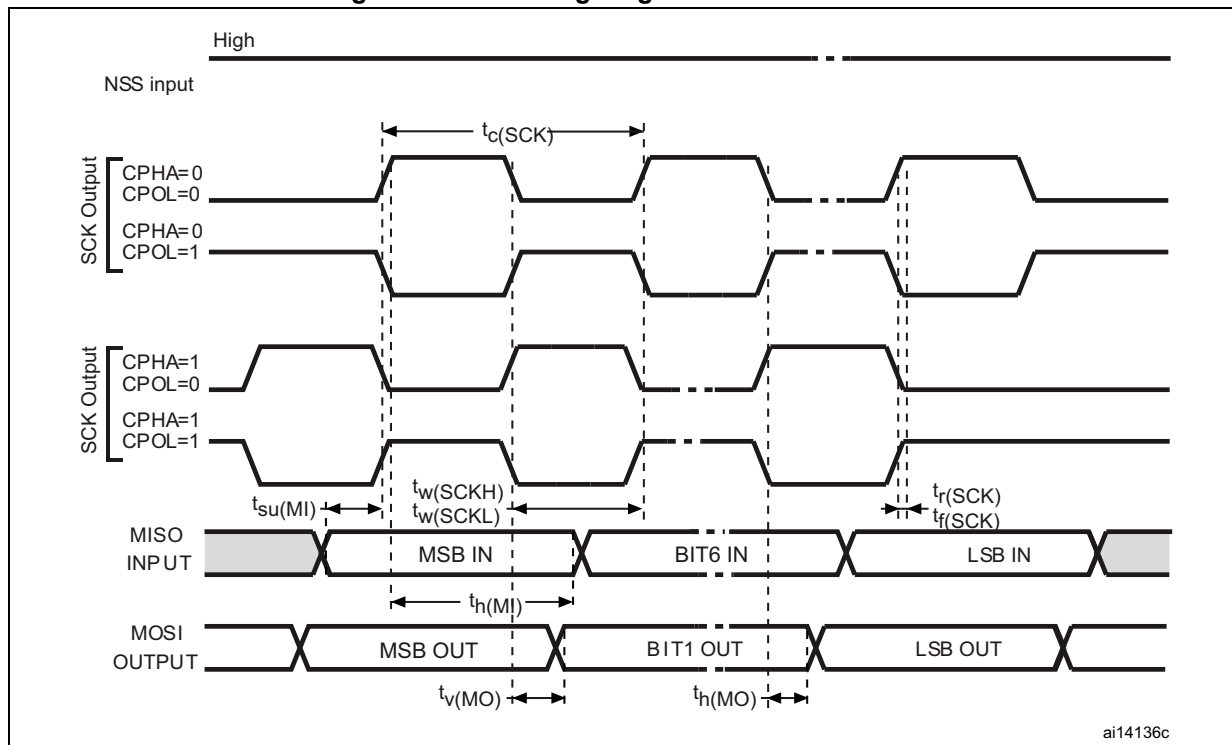 High
NSS input
tc(SCK)
SCK Output
CPHA=0
CPOL=0
CPHA=0
CPOL=1
SCK Output
CPHA=1
CPOL=0
CPHA=1
CPOL=1
tsu(MI)
tw(SCKH)
tw(SCKL)
tr(SCK)
tf(SCK)
MISO
INPUT
MSB IN
BIT6 IN
LSB IN
th(MI)
MOSI
OUTPUT
MSB OUT
BIT1 OUT
LSB OUT
tv(MO)
th(MO)
ai14136c